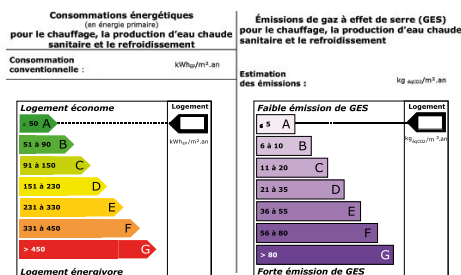 Consommations énergétiques
(en énergie primaire)
pour le chauffage, la production d'eau chaude
sanitaire et le refroidissement
Consommation
conventionnelle :
kWhEP/m².an
Logement économe
Logement
≤ 50 A
kWhEP/m².an
51 à 90 B
91 à 150 C
151 à 230 D
231 à 330 E
331 à 450 F
> 450 G
Logement énergivore
Émissions de gaz à effet de serre (GES)
pour le chauffage, la production d'eau chaude
sanitaire et le refroidissement
Estimation
des émissions :
kg éqCO2/m².an
Faible émission de GES
Logement
≤ 5 A
kg éqCO2/m².an
6 à 10 B
11 à 20 C
21 à 35 D
36 à 55 E
56 à 80 F
> 80 G
Forte émission de GES